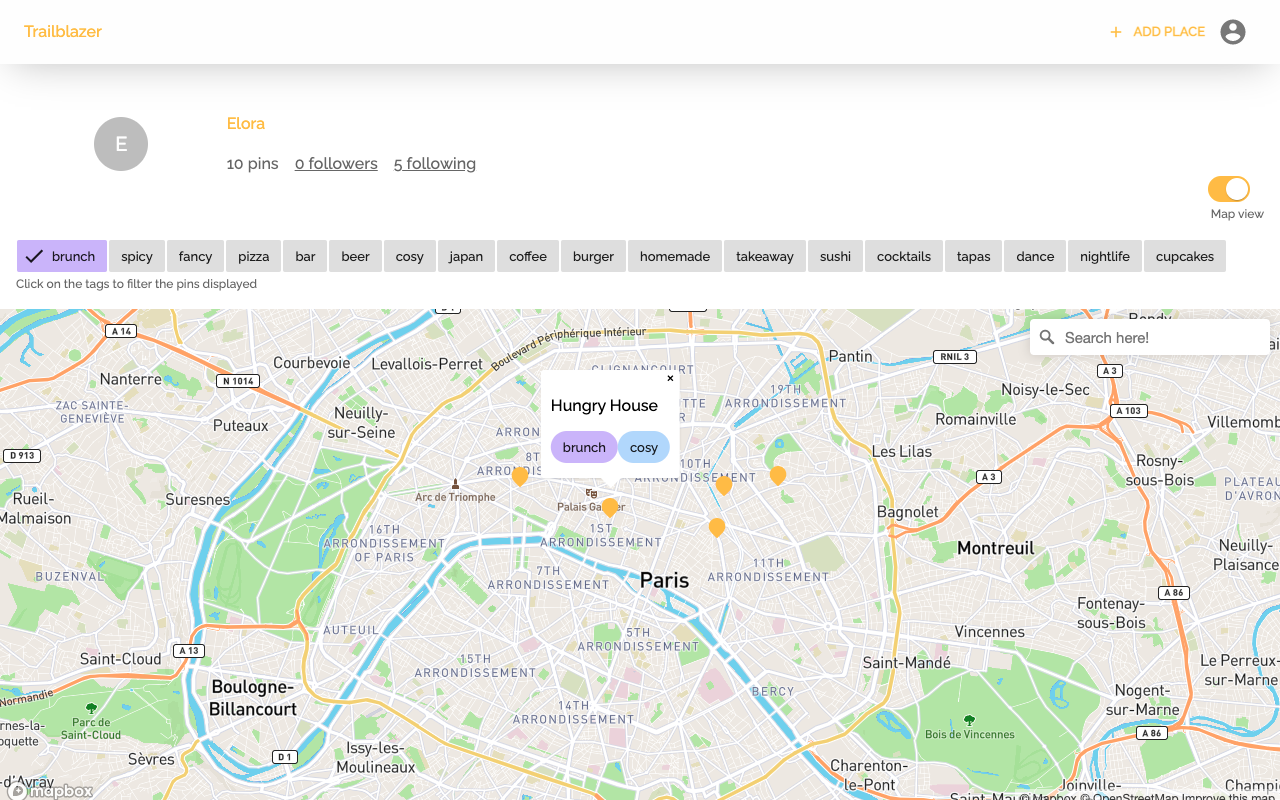 Trailblazer
+ ADD PLACE
E
Elora
10 pins 0 followers 5 following
Map view
brunch spicy fancy pizza bar beer cosy japan coffee burger homemade takeaway sushi cocktails tapas dance nightlife cupcakes
Click on the tags to filter the pins displayed
Search here!
A 14
Boulevard Périphérique Intérieur
Courbevoie
Levallois-Perret
CLIGNANCOURT
Pantin
RNIL 3
A 3
Nanterre
N 1014
Noisy-le-Sec
19TH
ARRONDISSEMENT
ZAC SAINTE-
GENEVIÈVE
Puteaux
Neuilly-
sur-Seine
Romainville
A 103
Villemomb
Hungry House
×
brunch cosy
D 913
Les Lilas
10TH
ARRONDISSEMENT
Rosny-
sous-Bois
A 3
Rueil-
Malmaison
Suresnes
Arc de Triomphe
PLATEAU
D'AVRON
Bagnolet
16TH
ARRONDISSEMENT
OF PARIS
1ST
ARRONDISSEMENT
Montreuil
Neuilly-
Plaisance
BUZENVAL
7TH
ARRONDISSEMENT
Paris
11TH
ARRONDISSEMENT
A 86
Fontenay-
sous-Bois
AUTEUIL
5TH
ARRONDISSEMENT
Vincennes
A 13
Saint-Cloud
15TH
ARRONDISSEMENT
Saint-Mandé
Le Perreux-
sur-Marne
Boulogne-
Billancourt
BERCY
Normandie
Nogent-
sur-Marne
Parc de
Saint-Cloud
14TH
ARRONDISSEMENT
Bois de Vincennes
A 86
Sèvres
D 1
Issy-les-
Moulineaux
Charenton-
le-Pont
mapbox
© Mapbox © OpenStreetMap Improve this map